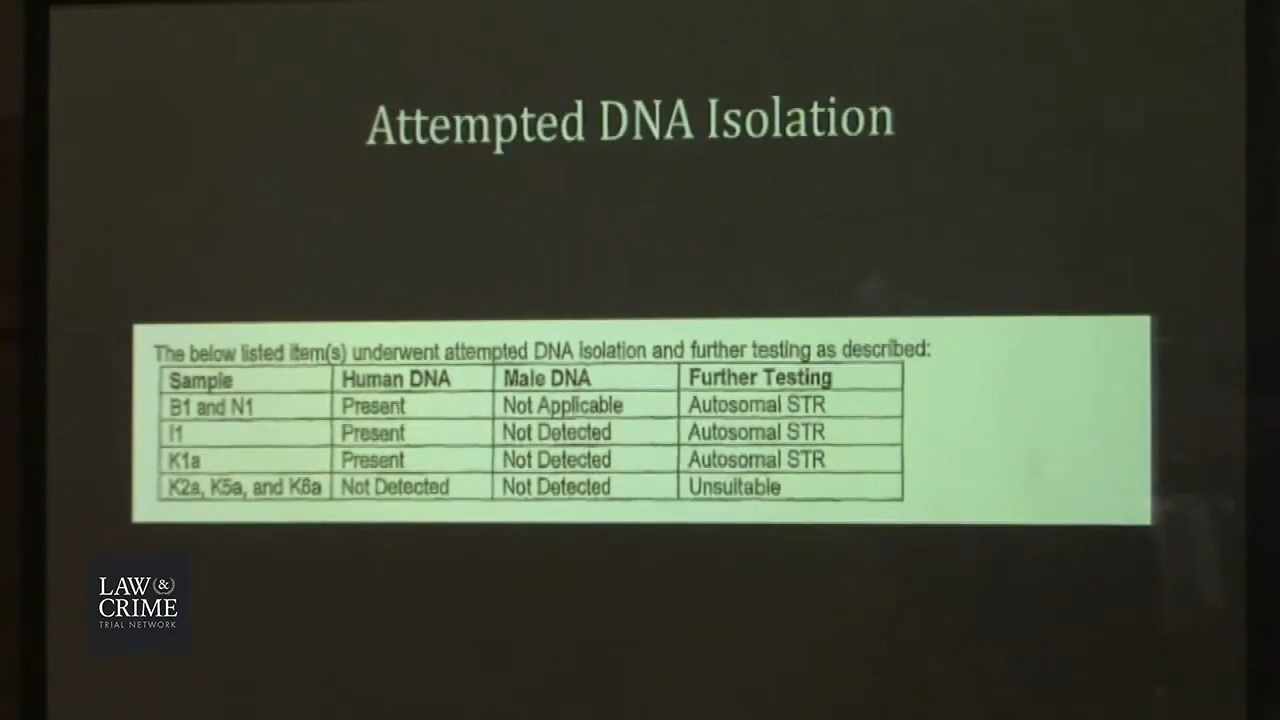 Attempted DNA Isolation
The below listed item(s) underwent attempted DNA isolation and further testing as described:
Sample Human DNA Male DNA Further Testing
B1 and N1 Present Not Applicable Autosomal STR
I1 Present Not Detected Autosomal STR
K1a Present Not Detected Autosomal STR
K2a, K5a, and K6a Not Detected Not Detected Unsuitable
LAW &
CRIME
TRIAL NETWORK